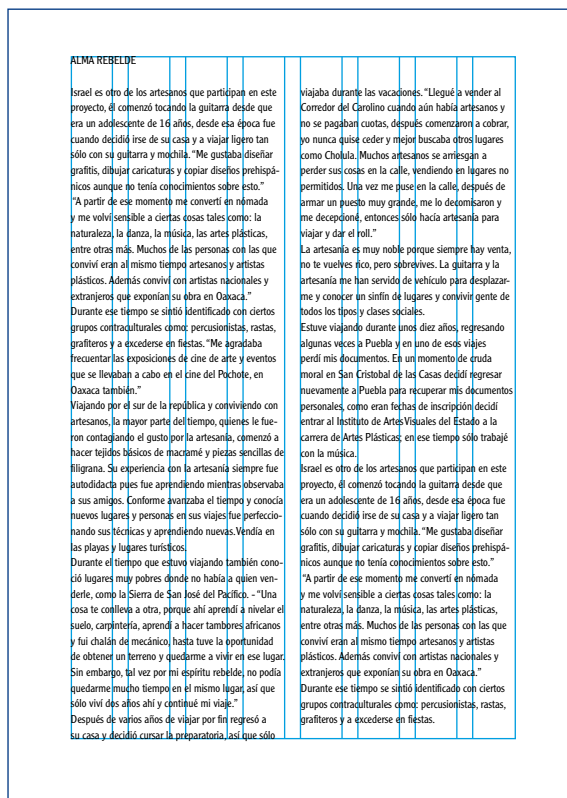 ALMA REBELDE
Israel es otro de los artesanos que participan en este
proyecto, él comenzó tocando la guitarra desde que
era un adolescente de 16 años, desde esa época fue
cuando decidió irse de su casa y a viajar ligero tan
sólo con su guitarra y mochila. “Me gustaba diseñar
grafitis, dibujar caricaturas y copiar diseños prehispá-
nicos aunque no tenía conocimientos sobre esto.”
“A partir de ese momento me convertí en nómada
y me volví sensible a ciertas cosas tales como: la
naturaleza, la danza, la música, las artes plásticas,
entre otras más. Muchos de las personas con las que
conviví eran al mismo tiempo artesanos y artistas
plásticos. Además conviví con artistas nacionales y
extranjeros que exponían su obra en Oaxaca.”
Durante ese tiempo se sintió identificado con ciertos
grupos contraculturales como: percusionistas, rastas,
grafiteros y a excederse en fiestas. “Me agradaba
frecuentar las exposiciones de cine de arte y eventos
que se llevaban a cabo en el cine del Pochote, en
Oaxaca también.”
Viajando por el sur de la república y conviviendo con
artesanos, la mayor parte del tiempo, quienes le fue-
ron contagiando el gusto por la artesanía, comenzó a
hacer tejidos básicos de macramé y piezas sencillas de
filigrana. Su experiencia con la artesanía siempre fue
autodidacta pues fue aprendiendo mientras observaba
a sus amigos. Conforme avanzaba el tiempo y conocía
nuevos lugares y personas en sus viajes fue perfeccio-
nando sus técnicas y aprendiendo nuevas. Vendía en
las playas y lugares turísticos.
Durante el tiempo que estuvo viajando también cono-
ció lugares muy pobres donde no había a quien ven-
derle, como la Sierra de San José del Pacífico. - “Una
cosa te conlleva a otra, porque ahí aprendí a nivelar el
suelo, carpintería, aprendí a hacer tambores africanos
y fui chalán de mecánico, hasta tuve la oportunidad
de obtener un terreno y quedarme a vivir en ese lugar.
Sin embargo, tal vez por mi espíritu rebelde, no podía
quedarme mucho tiempo en el mismo lugar, así que
sólo viví dos años ahí y continué mi viaje.”
Después de varios años de viajar por fin regresó a
su casa y decidió cursar la preparatoria, así que sólo
viajaba durante las vacaciones. “Llegué a vender al
Corredor del Carolino cuando aún había artesanos y
no se pagaban cuotas, después comenzaron a cobrar,
yo nunca quise ceder y mejor buscaba otros lugares
como Cholula. Muchos artesanos se arriesgan a
perder sus cosas en la calle, vendiendo en lugares no
permitidos. Una vez me puse en la calle, después de
armar un puesto muy grande, me lo decomisaron y
me decepcioné, entonces sólo hacía artesanía para
viajar y dar el roll.”
La artesanía es muy noble porque siempre hay venta,
no te vuelves rico, pero sobrevives. La guitarra y la
artesanía me han servido de vehículo para desplazar-
me y conocer un sinfín de lugares y convivir gente de
todos los tipos y clases sociales.
Estuve viajando durante unos diez años, regresando
algunas veces a Puebla y en uno de esos viajes
perdí mis documentos. En un momento de cruda
moral en San Cristobal de las Casas decidí regresar
nuevamente a Puebla para recuperar mis documentos
personales, como eran fechas de inscripción decidí
entrar al Instituto de Artes Visuales del Estado a la
carrera de Artes Plásticas; en ese tiempo sólo trabajé
con la música.
Israel es otro de los artesanos que participan en este
proyecto, él comenzó tocando la guitarra desde que
era un adolescente de 16 años, desde esa época fue
cuando decidió irse de su casa y a viajar ligero tan
sólo con su guitarra y mochila. “Me gustaba diseñar
grafitis, dibujar caricaturas y copiar diseños prehispá-
nicos aunque no tenía conocimientos sobre esto.”
“A partir de ese momento me convertí en nómada
y me volví sensible a ciertas cosas tales como: la
naturaleza, la danza, la música, las artes plásticas,
entre otras más. Muchos de las personas con las que
conviví eran al mismo tiempo artesanos y artistas
plásticos. Además conviví con artistas nacionales y
extranjeros que exponían su obra en Oaxaca.”
Durante ese tiempo se sintió identificado con ciertos
grupos contraculturales como: percusionistas, rastas,
grafiteros y a excederse en fiestas.